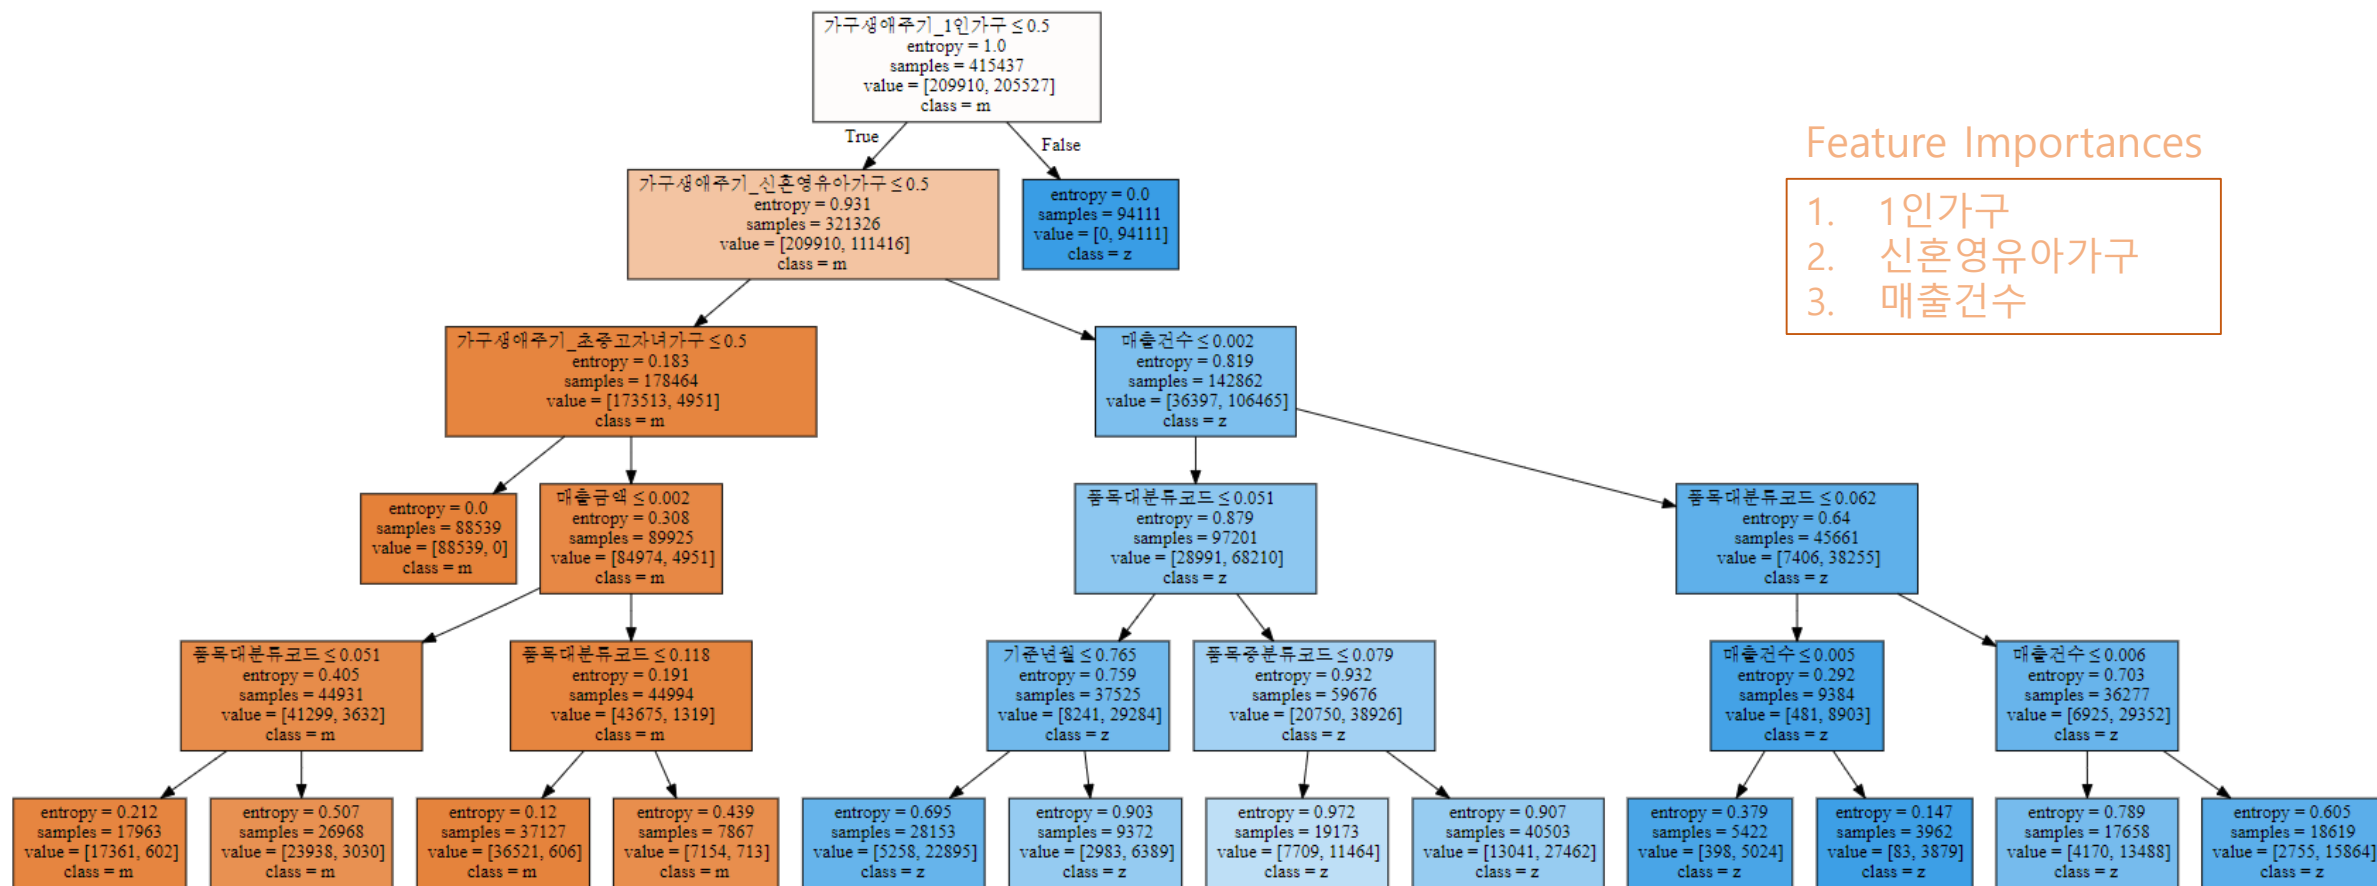 가구생애주기_1인가구 ≤ 0.5
entropy = 1.0
samples = 415437
value = [209910, 205527]
class = m
True
False
Feature Importances
1. 1인가구
2. 신혼영유아가구
3. 매출건수
가구생애주기_신혼영유아가구 ≤ 0.5
entropy = 0.931
samples = 321326
value = [209910, 111416]
class = m
entropy = 0.0
samples = 94111
value = [0, 94111]
class = z
가구생애주기_초중고자녀가구 ≤ 0.5
entropy = 0.183
samples = 178464
value = [173513, 4951]
class = m
매출건수 ≤ 0.002
entropy = 0.819
samples = 142862
value = [36397, 106465]
class = z
entropy = 0.0
samples = 88539
value = [88539, 0]
class = m
매출금액 ≤ 0.002
entropy = 0.308
samples = 89925
value = [84974, 4951]
class = m
품목대분류코드 ≤ 0.051
entropy = 0.879
samples = 97201
value = [28991, 68210]
class = z
품목대분류코드 ≤ 0.062
entropy = 0.64
samples = 45661
value = [7406, 38255]
class = z
품목대분류코드 ≤ 0.051
entropy = 0.405
samples = 44931
value = [41299, 3632]
class = m
품목대분류코드 ≤ 0.118
entropy = 0.191
samples = 44994
value = [43675, 1319]
class = m
기준년월 ≤ 0.765
entropy = 0.759
samples = 37525
value = [8241, 29284]
class = z
품목중분류코드 ≤ 0.079
entropy = 0.932
samples = 59676
value = [20750, 38926]
class = z
매출건수 ≤ 0.005
entropy = 0.292
samples = 9384
value = [481, 8903]
class = z
매출건수 ≤ 0.006
entropy = 0.703
samples = 36277
value = [6925, 29352]
class = z
entropy = 0.212
samples = 17963
value = [17361, 602]
class = m
entropy = 0.507
samples = 26968
value = [23938, 3030]
class = m
entropy = 0.12
samples = 37127
value = [36521, 606]
class = m
entropy = 0.439
samples = 7867
value = [7154, 713]
class = m
entropy = 0.695
samples = 28153
value = [5258, 22895]
class = z
entropy = 0.903
samples = 9372
value = [2983, 6389]
class = z
entropy = 0.972
samples = 19173
value = [7709, 11464]
class = z
entropy = 0.907
samples = 40503
value = [13041, 27462]
class = z
entropy = 0.379
samples = 5422
value = [398, 5024]
class = z
entropy = 0.147
samples = 3962
value = [83, 3879]
class = z
entropy = 0.789
samples = 17658
value = [4170, 13488]
class = z
entropy = 0.605
samples = 18619
value = [2755, 15864]
class = z